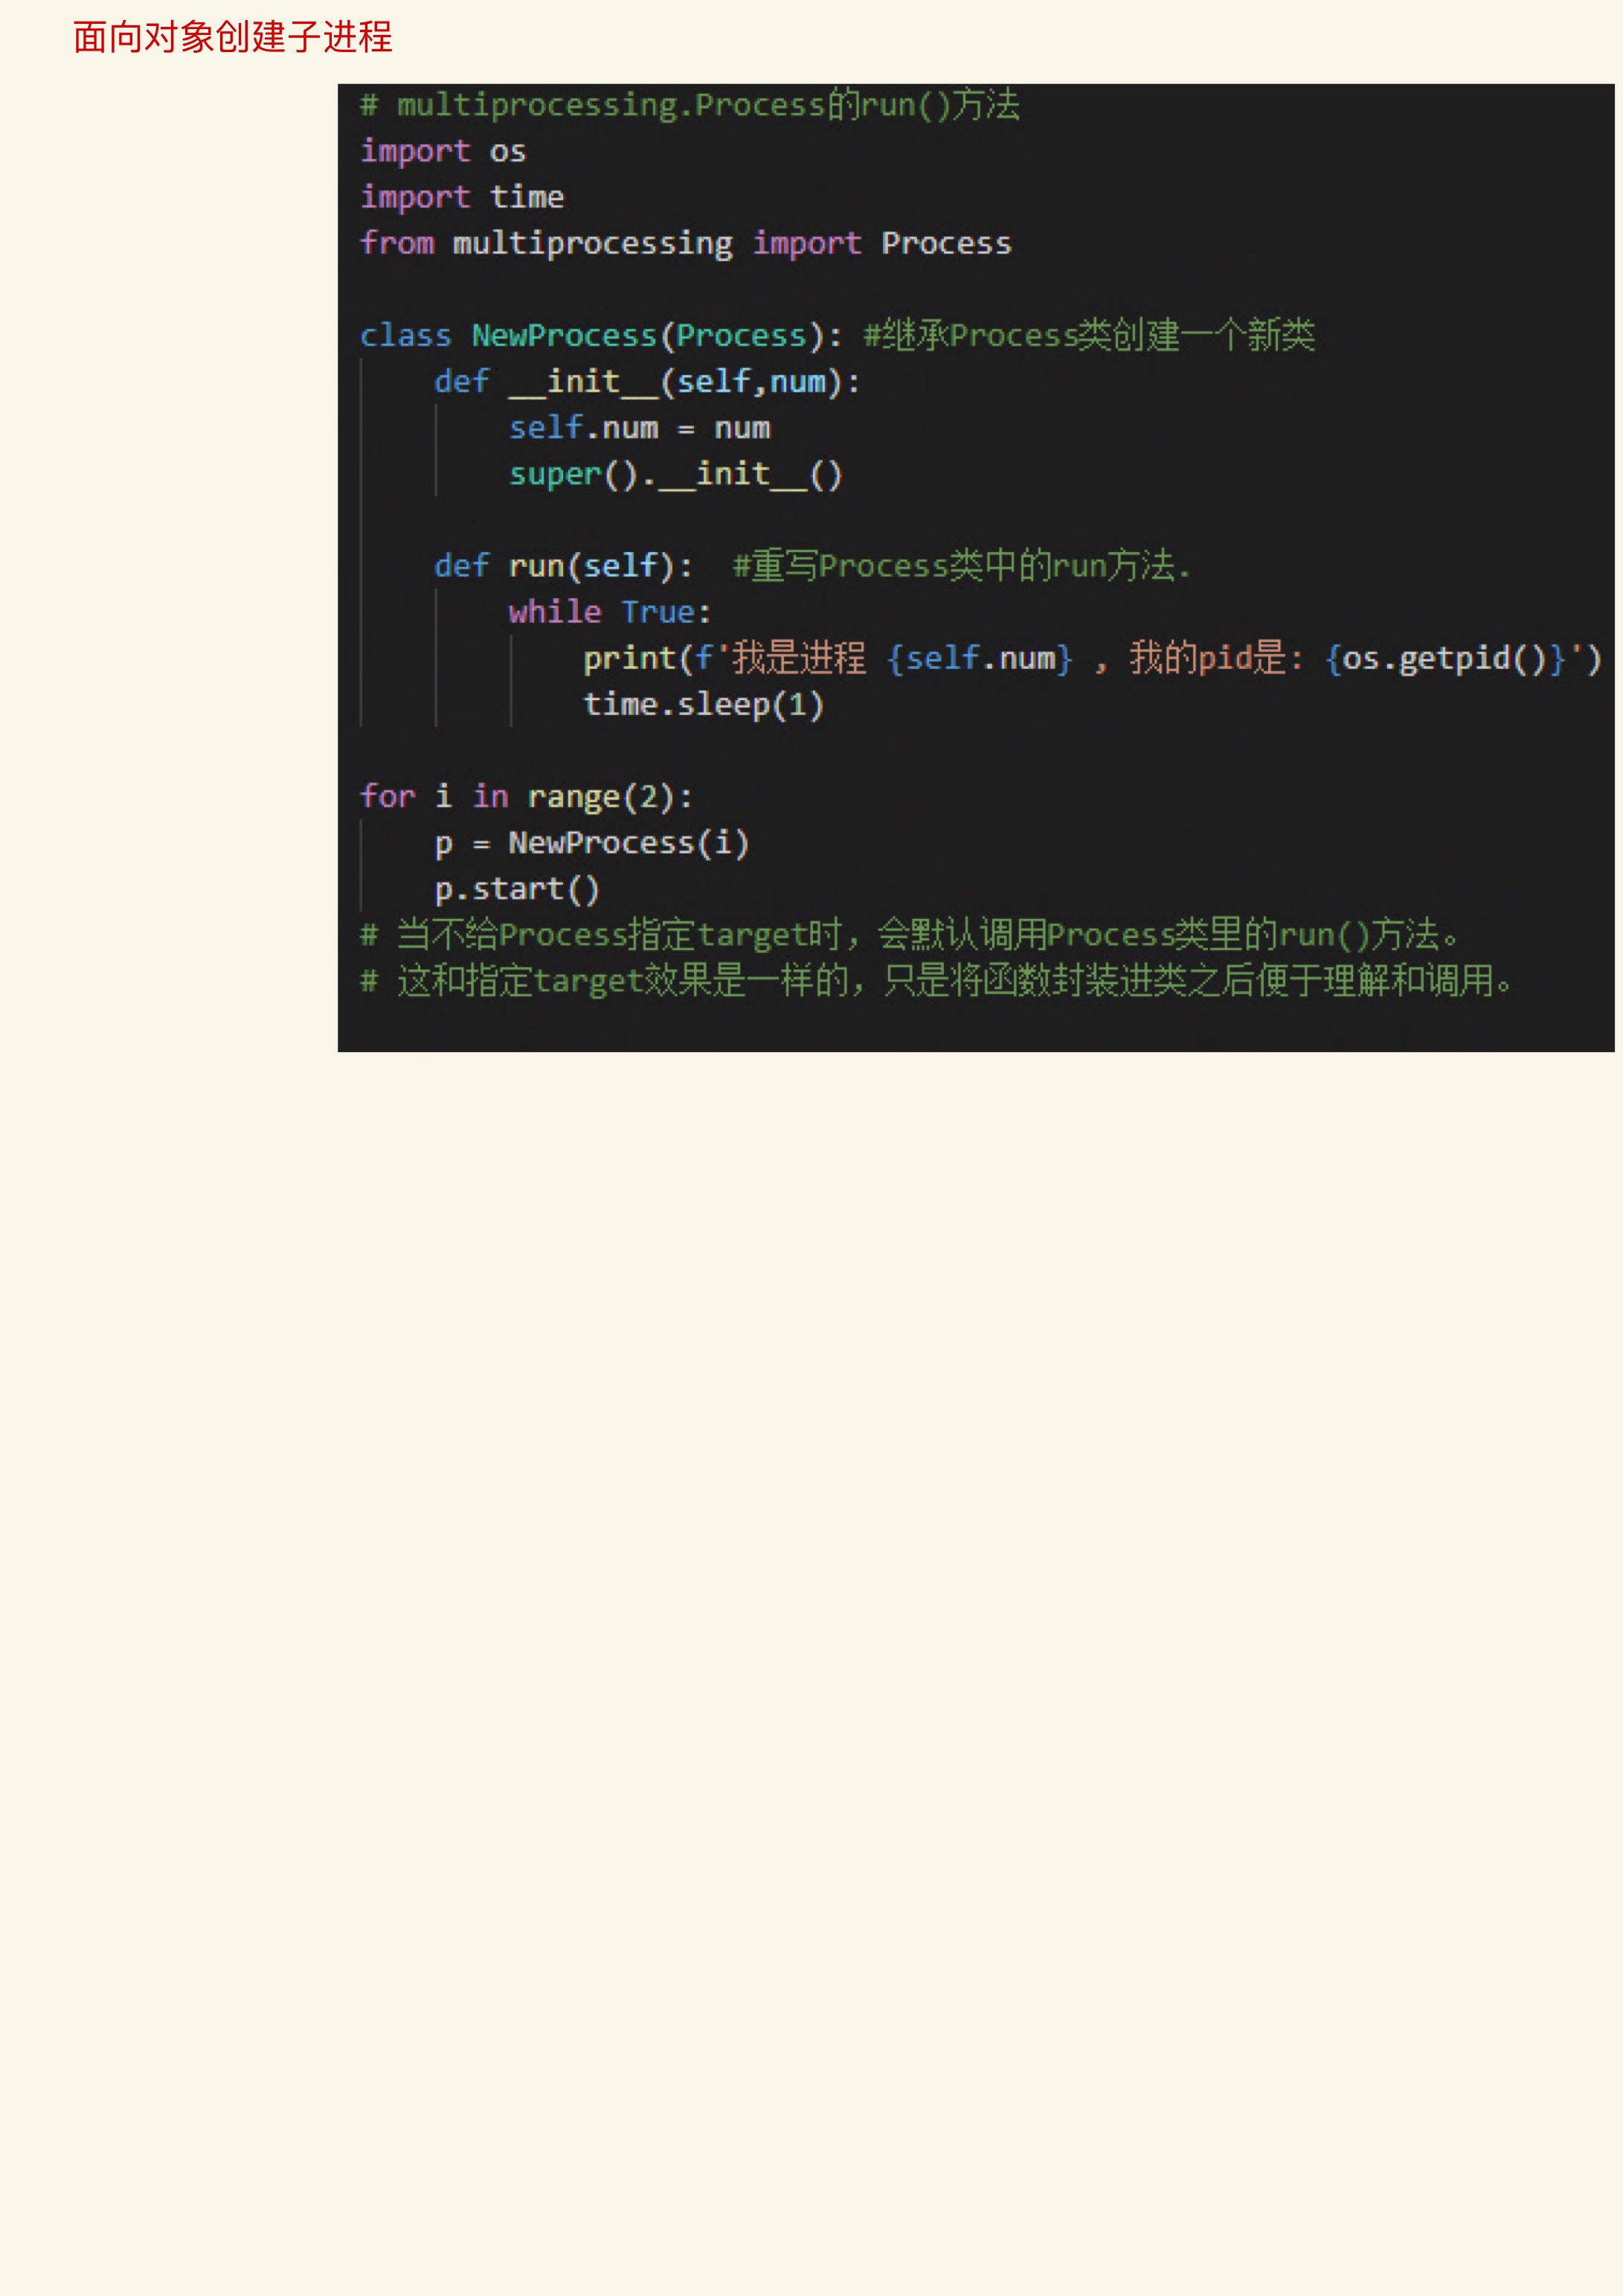 面向对象创建子进程
# multiprocessing.Process的run()方法
import os
import time
from multiprocessing import Process
class NewProcess(Process): #继承Process类创建一个新类
    def __init__(self,num):
        self.num = num
        super().__init__()
    def run(self):  #重写Process类中的run方法.
        while True:
            print(f'我是进程 {self.num} , 我的pid是: {os.getpid()}')
            time.sleep(1)
for i in range(2):
    p = NewProcess(i)
    p.start()
# 当不给Process指定target时，会默认调用Process类里的run()方法。
# 这和指定target效果是一样的，只是将函数封装进类之后便于理解和调用。